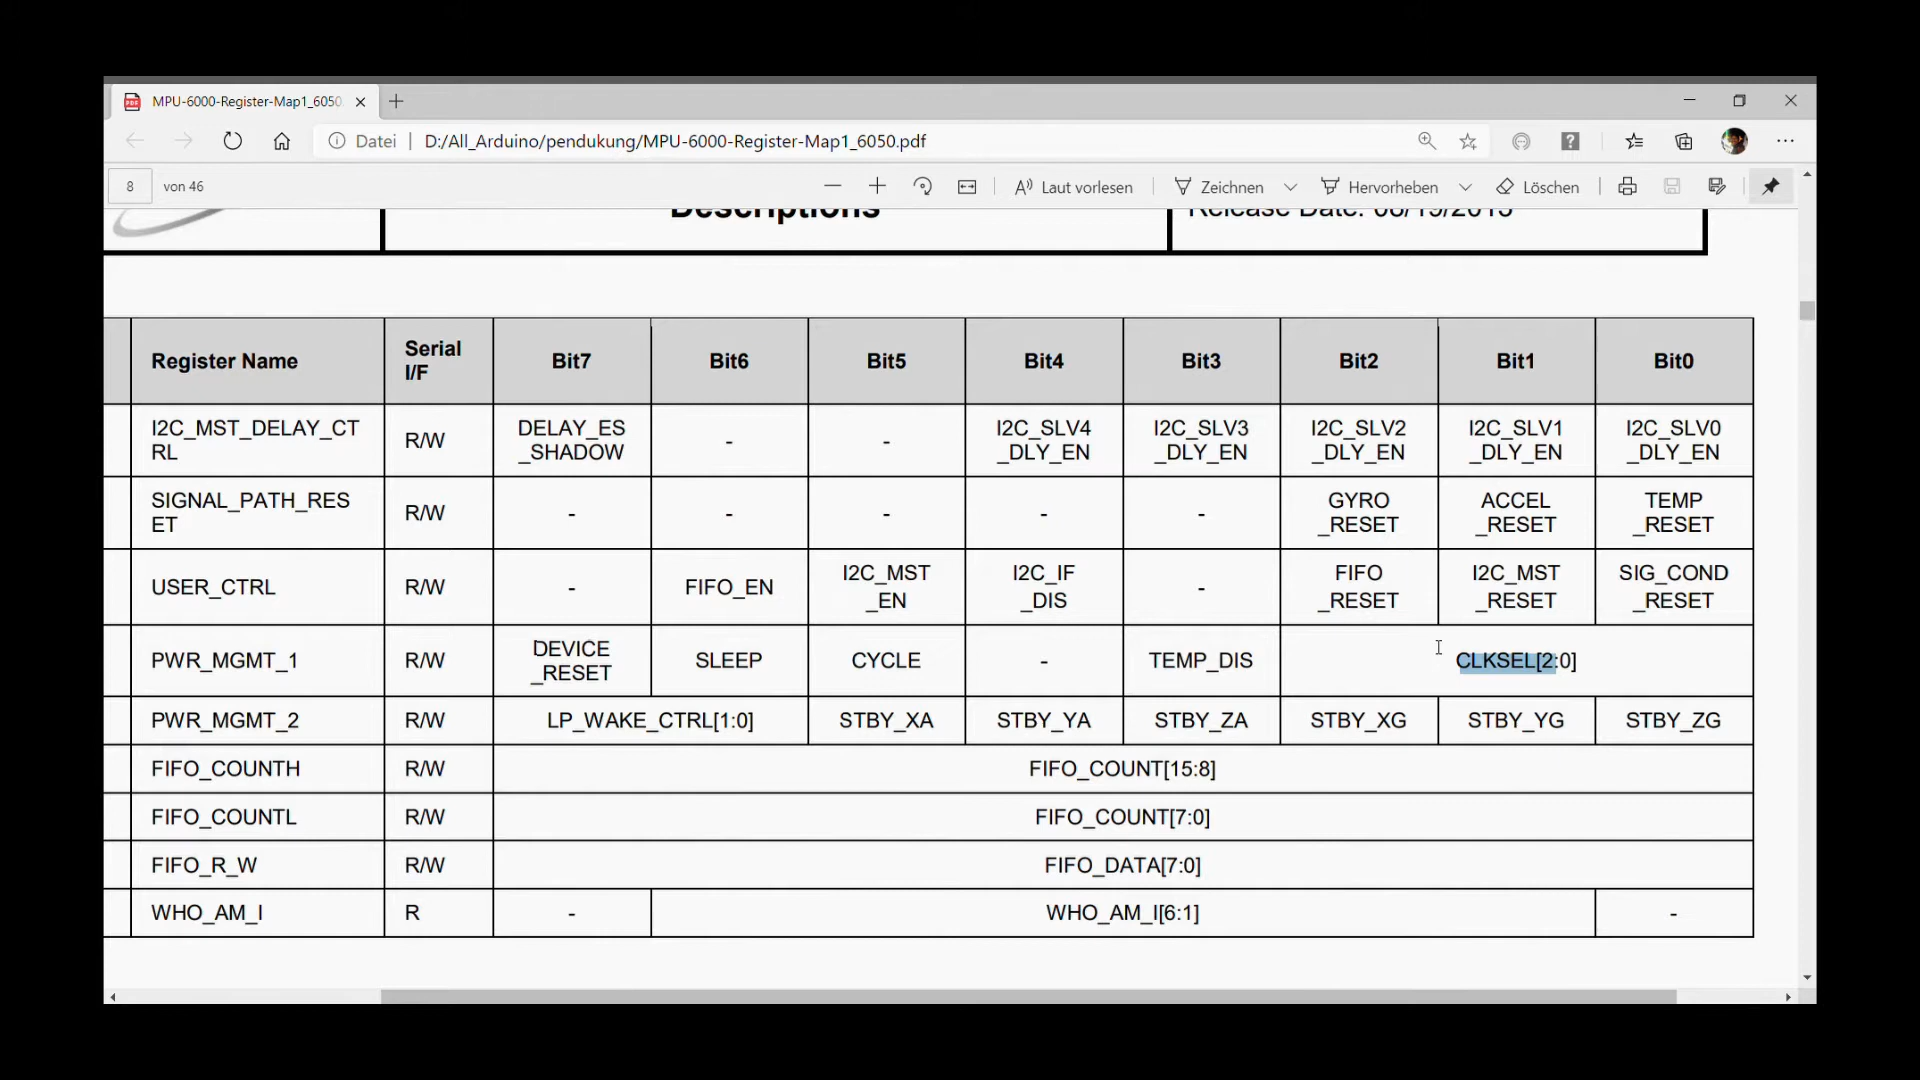 MPU-6000-Register-Map1_6050.
Datei
D:/All_Arduino/pendukung/MPU-6000-Register-Map1_6050.pdf
8 von 46
Laut vorlesen
Zeichnen
Hervorheben
Löschen
Descriptions
Release Date: 08/19/2013
Register Name Serial I/F Bit7 Bit6 Bit5 Bit4 Bit3 Bit2 Bit1 Bit0
I2C_MST_DELAY_CTRL R/W DELAY_ES_SHADOW - - I2C_SLV4_DLY_EN I2C_SLV3_DLY_EN I2C_SLV2_DLY_EN I2C_SLV1_DLY_EN I2C_SLV0_DLY_EN
SIGNAL_PATH_RESET R/W - - - - - GYRO_RESET ACCEL_RESET TEMP_RESET
USER_CTRL R/W - FIFO_EN I2C_MST_EN I2C_IF_DIS - FIFO_RESET I2C_MST_RESET SIG_COND_RESET
PWR_MGMT_1 R/W DEVICE_RESET SLEEP CYCLE - TEMP_DIS CLKSEL[2:0]
PWR_MGMT_2 R/W LP_WAKE_CTRL[1:0] STBY_XA STBY_YA STBY_ZA STBY_XG STBY_YG STBY_ZG
FIFO_COUNTH R/W FIFO_COUNT[15:8]
FIFO_COUNTL R/W FIFO_COUNT[7:0]
FIFO_R_W R/W FIFO_DATA[7:0]
WHO_AM_I R - WHO_AM_I[6:1] -